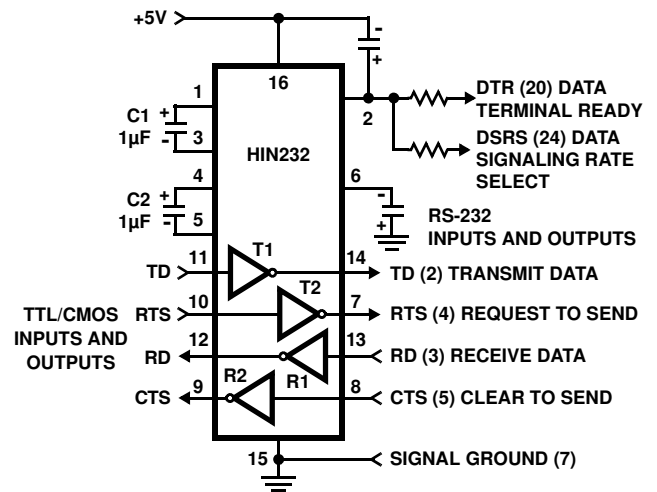 +5V
-
+
16
1
C1 +
1µF
-
3
HIN232
2
DTR (20) DATA
TERMINAL READY
DSRS (24) DATA
SIGNALING RATE
SELECT
4
C2 +
1µF -
5
6
-
+
RS-232
INPUTS AND OUTPUTS
TD 11 T1 14 TD (2) TRANSMIT DATA
RTS 10 T2 7 RTS (4) REQUEST TO SEND
TTL/CMOS
INPUTS AND
OUTPUTS
RD 12 R1 13 RD (3) RECEIVE DATA
CTS 9 R2 8 CTS (5) CLEAR TO SEND
15 SIGNAL GROUND (7)